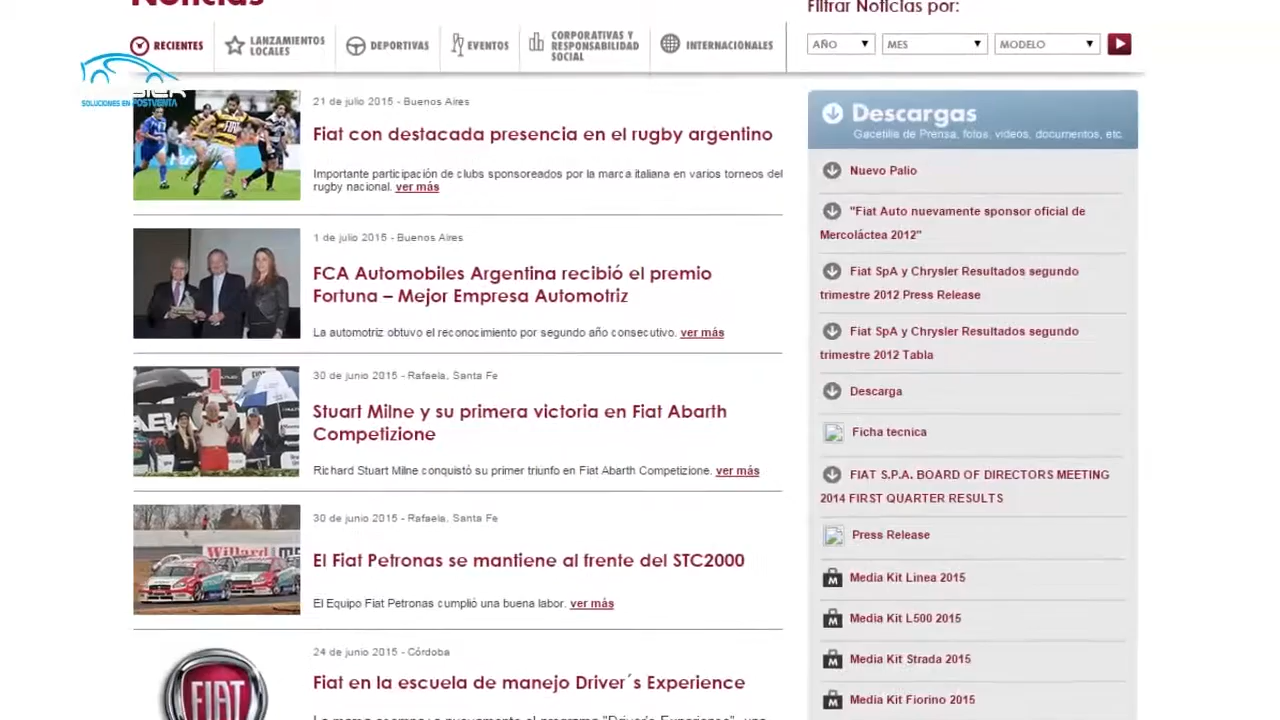 Noticias
Filtrar Noticias por:
RECIENTES
LANZAMIENTOS
LOCALES
DEPORTIVAS
EVENTOS
CORPORATIVAS Y
RESPONSABILIDAD
SOCIAL
INTERNACIONALES
AÑO
MES
MODELO
SOLUCIONES EN POSTVENTA
21 de julio 2015 - Buenos Aires
Fiat con destacada presencia en el rugby argentino
Importante participación de clubs sponsoreados por la marca italiana en varios torneos del
rugby nacional. ver más
1 de julio 2015 - Buenos Aires
FCA Automobiles Argentina recibió el premio
Fortuna – Mejor Empresa Automotriz
La automotriz obtuvo el reconocimiento por segundo año consecutivo. ver más
30 de junio 2015 - Rafaela, Santa Fe
Stuart Milne y su primera victoria en Fiat Abarth
Competizione
Richard Stuart Milne conquistó su primer triunfo en Fiat Abarth Competizione. ver más
Willard
30 de junio 2015 - Rafaela, Santa Fe
El Fiat Petronas se mantiene al frente del STC2000
El Equipo Fiat Petronas cumplió una buena labor. ver más
FIAT
24 de junio 2015 - Córdoba
Fiat en la escuela de manejo Driver´s Experience
Descargas
Gacetilla de Prensa, fotos, videos, documentos, etc.
Nuevo Palio
"Fiat Auto nuevamente sponsor oficial de
Mercoláctea 2012"
Fiat SpA y Chrysler Resultados segundo
trimestre 2012 Press Release
Fiat SpA y Chrysler Resultados segundo
trimestre 2012 Tabla
Descarga
Ficha tecnica
FIAT S.P.A. BOARD OF DIRECTORS MEETING
2014 FIRST QUARTER RESULTS
Press Release
Media Kit Linea 2015
Media Kit L500 2015
Media Kit Strada 2015
Media Kit Fiorino 2015